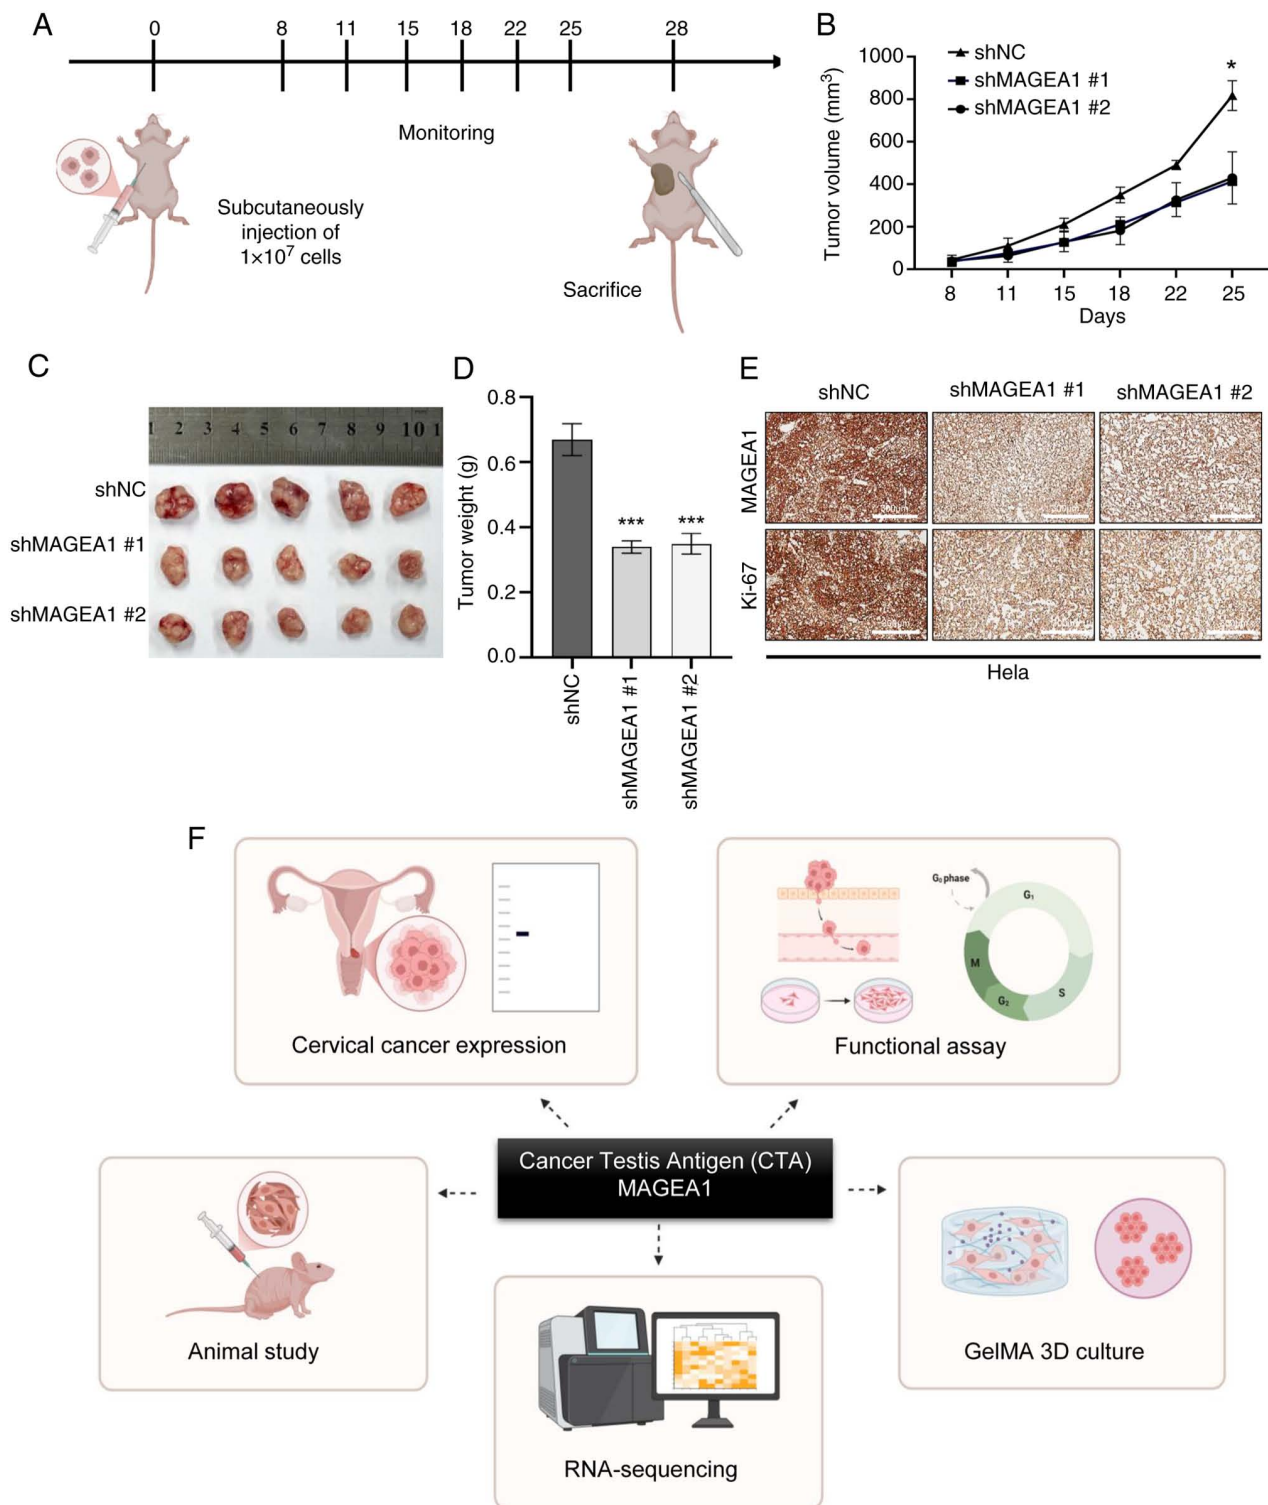 A
0 8 11 15 18 22 25 28
Monitoring
Subcutaneously
injection of
1×10⁷ cells
Sacrifice
B
Tumor volume (mm³)
1000
800
600
400
200
0
shNC
shMAGEA1 #1
shMAGEA1 #2
*
8 11 15 18 22 25
Days
C
1 2 3 4 5 6 7 8 9 10 1
shNC
shMAGEA1 #1
shMAGEA1 #2
D
Tumor weight (g)
0.8
0.6
0.4
0.2
0.0
*** ***
shNC
shMAGEA1 #1
shMAGEA1 #2
E
shNC shMAGEA1 #1 shMAGEA1 #2
MAGEA1
Ki-67
Hela
F
Cervical cancer expression
G₀ phase
G₁
M
G₂
S
Functional assay
Cancer Testis Antigen (CTA)
MAGEA1
Animal study
GelMA 3D culture
RNA-sequencing